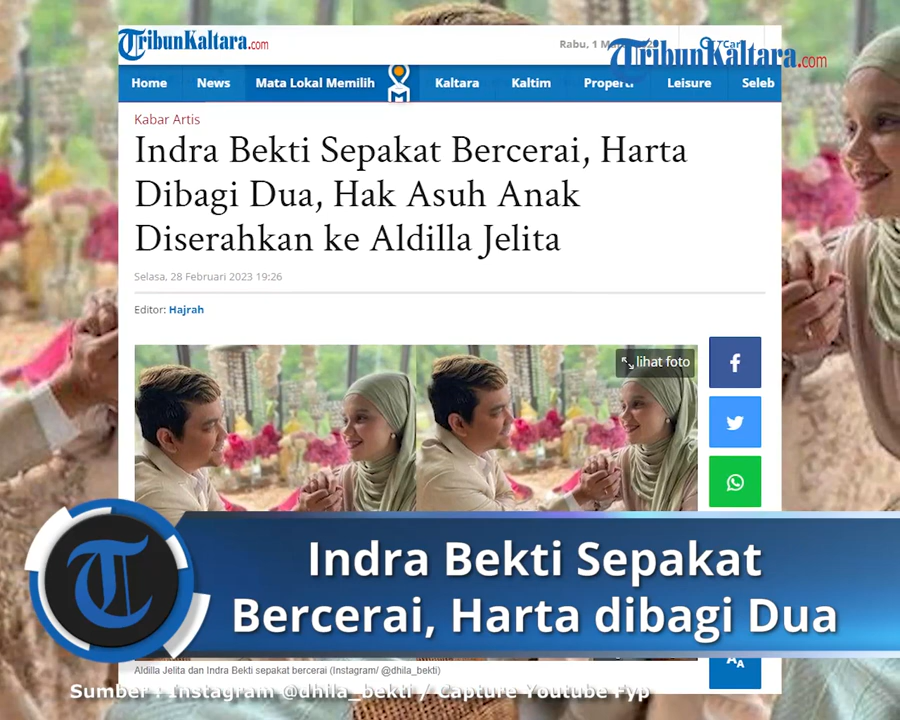 TribunKaltara.com
Rabu, 1 M
Cari
TribunKaltara.com
Home News Mata Lokal Memilih Kaltara Kaltim Properti Leisure Seleb
Kabar Artis
Indra Bekti Sepakat Bercerai, Harta
Dibagi Dua, Hak Asuh Anak
Diserahkan ke Aldilla Jelita
Selasa, 28 Februari 2023 19:26
Editor: Hajrah
lihat foto
Indra Bekti Sepakat
Bercerai, Harta dibagi Dua
AA
Aldilla Jelita dan Indra Bekti sepakat bercerai (Instagram/ @dhila_bekti)
Sumber : Instagram @dhila_bekti / Capture Youtube Fyp